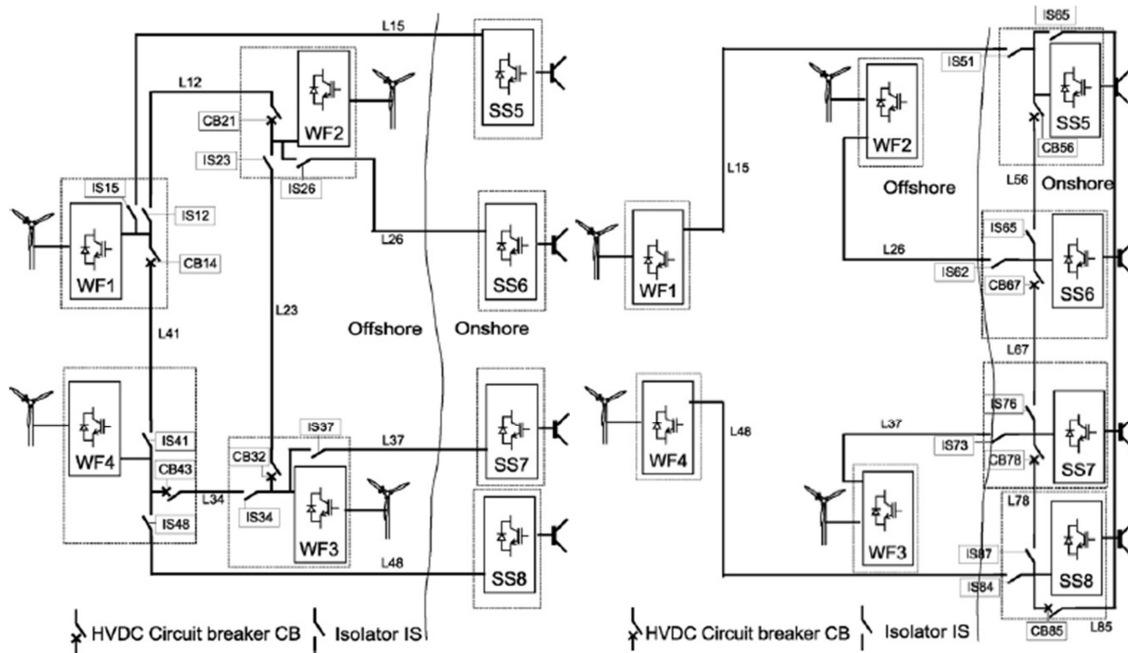 L15
L12
CB21
WF2
SS5
IS23
IS26
IS15
IS12
WF1
CB14
L26
SS6
L23
L41
Offshore
Onshore
IS37
L37
IS41
WF4
CB43
CB32
SS7
L34
IS34
IS48
WF3
L48
SS8
HVDC Circuit breaker CB
Isolator IS
IS65
IS51
WF2
SS5
CB56
L15
Offshore
L56
Onshore
IS65
L26
IS62
WF1
CB67
SS6
L67
IS76
L37
WF4
L48
IS73
CB78
SS7
L78
WF3
IS87
SS8
IS84
CB85
L85
HVDC Circuit breaker CB
Isolator IS